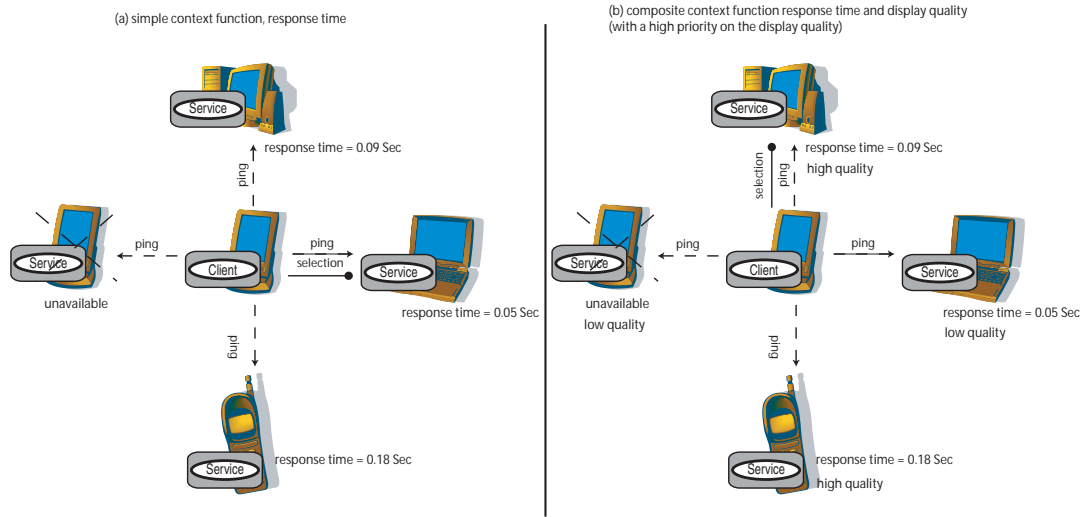 (a) simple context function, response time
Service
response time = 0.09 Sec
ping
ping
Service
unavailable
Client
ping
selection
Service
response time = 0.05 Sec
ping
Service
response time = 0.18 Sec
(b) composite context function response time and display quality
(with a high priority on the display quality)
Service
response time = 0.09 Sec
high quality
selection
ping
ping
Service
unavailable
low quality
Client
ping
Service
response time = 0.05 Sec
low quality
ping
Service
response time = 0.18 Sec
high quality